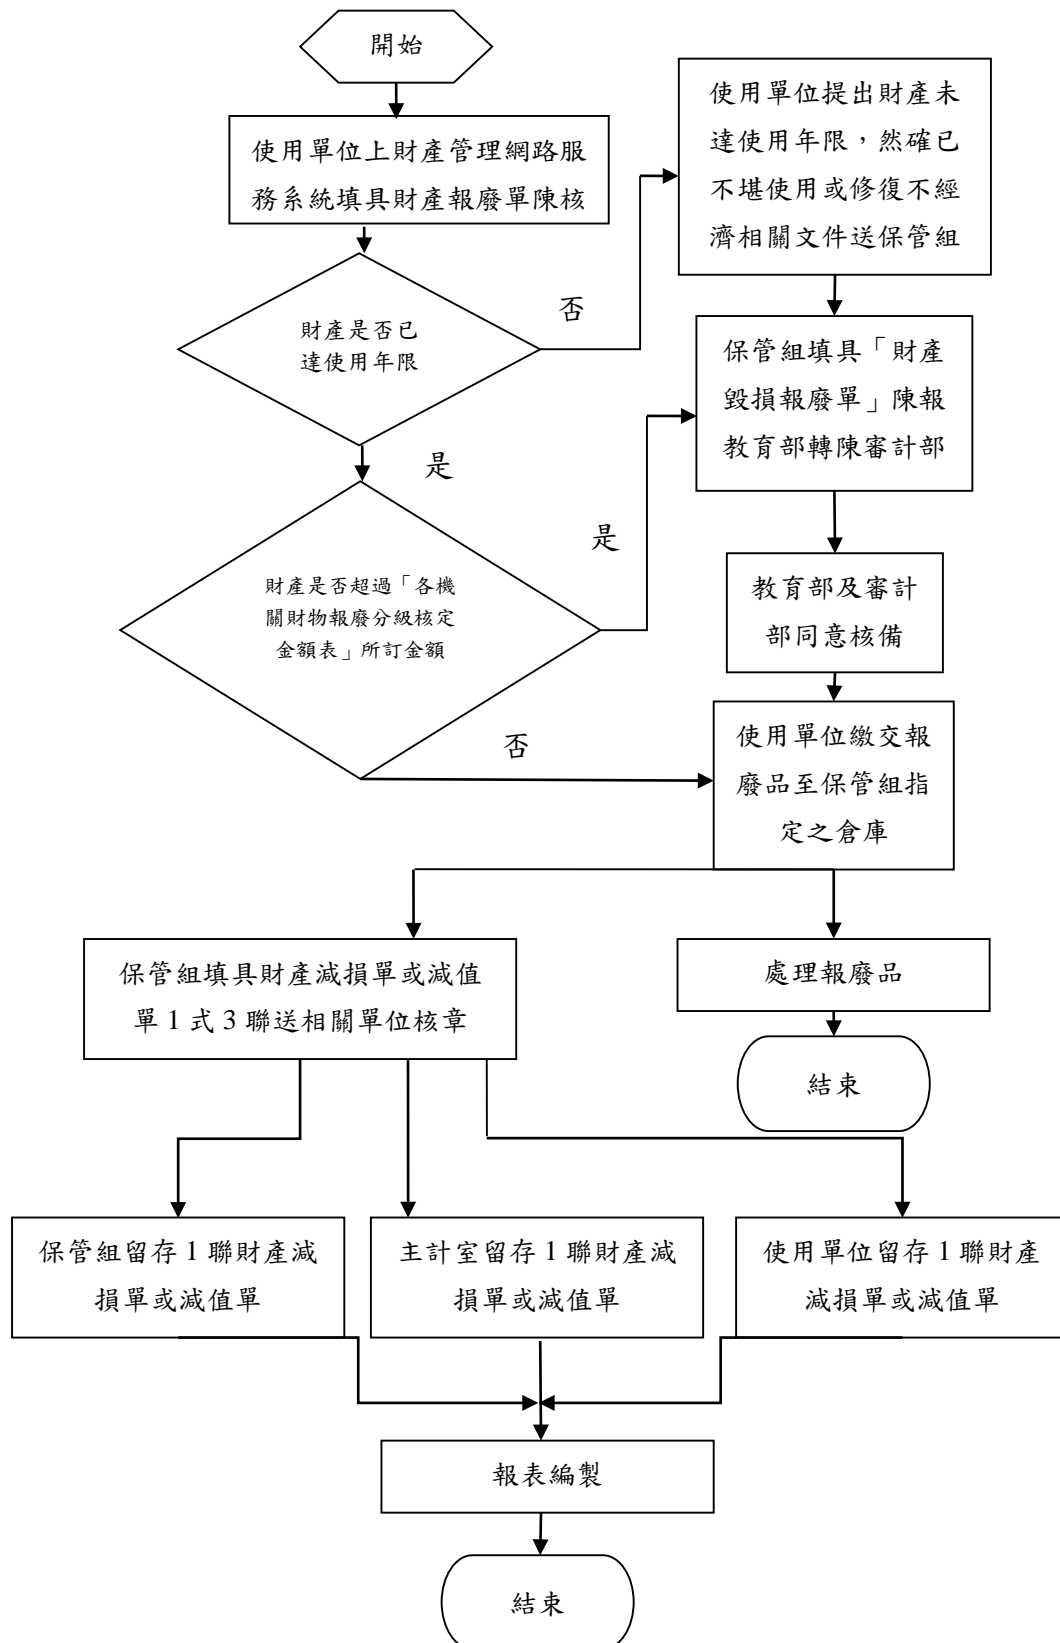 開始
使用單位上財產管理網路服
務系統填具財產報廢單陳核
使用單位提出財產未
達使用年限，然確已
不堪使用或修復不經
濟相關文件送保管組
財產是否已
達使用年限
否
是
保管組填具「財產
毀損報廢單」陳報
教育部轉陳審計部
財產是否超過「各機
關財物報廢分級核定
金額表」所訂金額
是
否
教育部及審計
部同意核備
使用單位繳交報
廢品至保管組指
定之倉庫
保管組填具財產減損單或減值
單 1 式 3 聯送相關單位核章
處理報廢品
結束
保管組留存 1 聯財產減
損單或減值單
主計室留存 1 聯財產減
損單或減值單
使用單位留存 1 聯財產
減損單或減值單
報表編製
結束